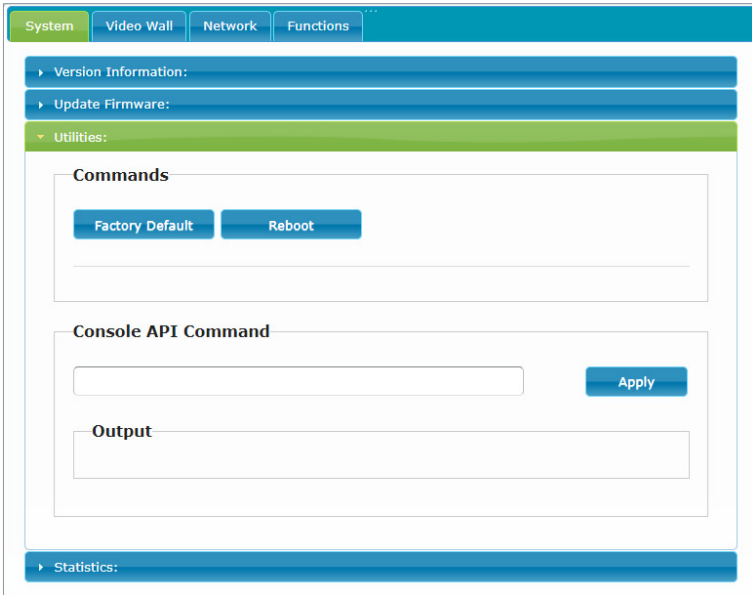 System Video Wall Network Functions ...
Version Information:
Update Firmware:
Utilities:
Commands
Factory Default Reboot
Console API Command
Apply
Output
Statistics: